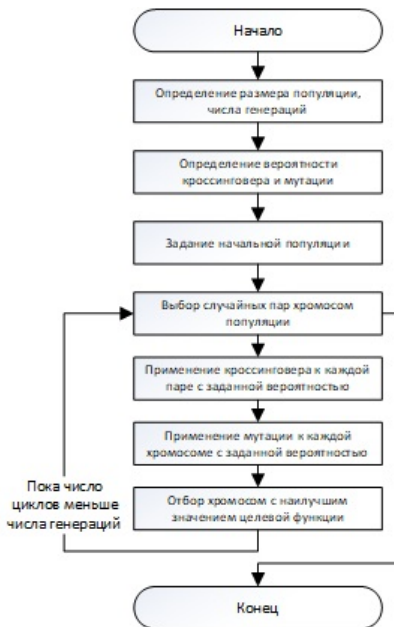 Начало
Определение размера популяции,
числа генераций
Определение вероятности
кроссинговера и мутации
Задание начальной популяции
Выбор случайных пар хромосом
популяции
Применение кроссинговера к каждой
паре с заданной вероятностью
Применение мутации к каждой
хромосоме с заданной вероятностью
Пока число
циклов меньше
числа генераций
Отбор хромосом с наилучшим
значением целевой функции
Конец